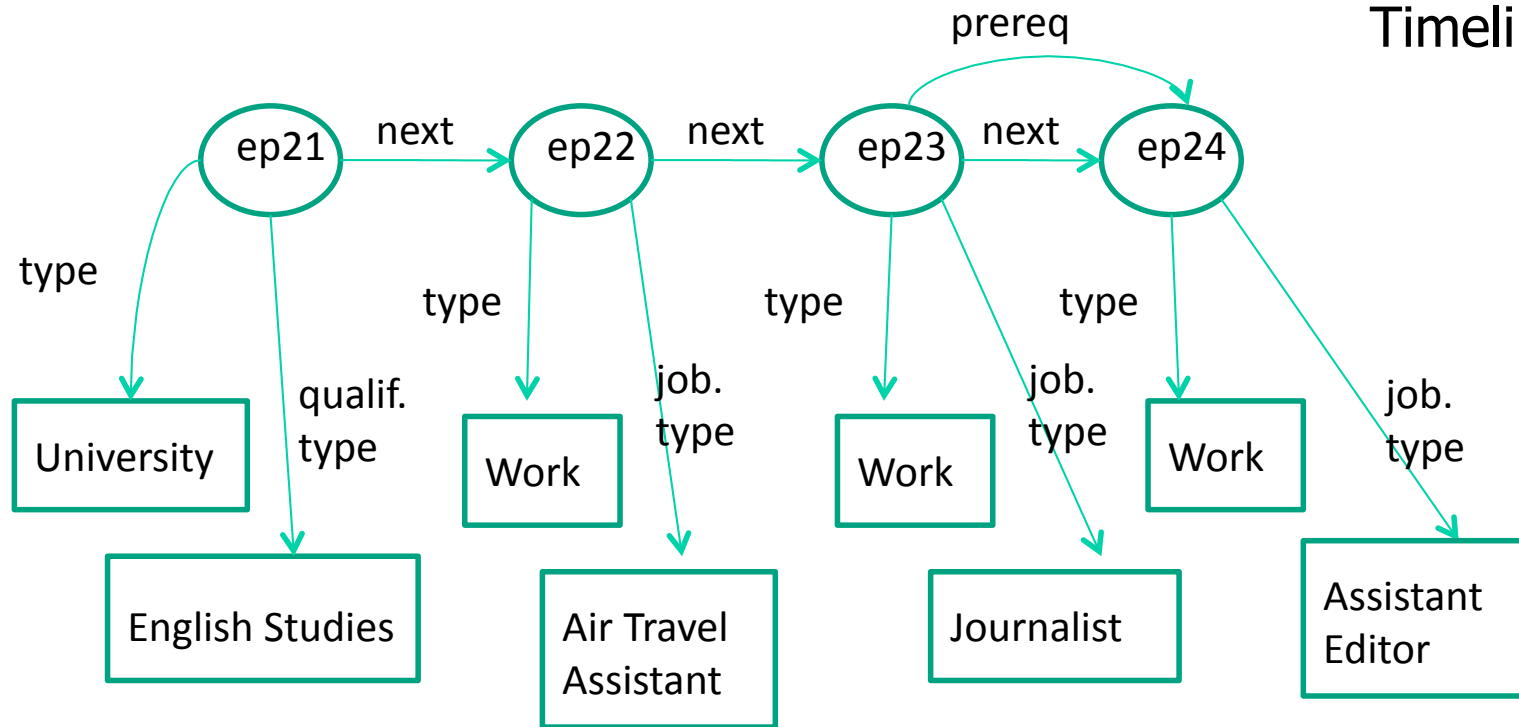 Timeli
prereq
ep21
next
ep22
next
ep23
next
ep24
type
type
type
type
qualif.
type
job.
type
job.
type
job.
type
University
Work
Work
Work
English Studies
Air Travel
Assistant
Journalist
Assistant
Editor